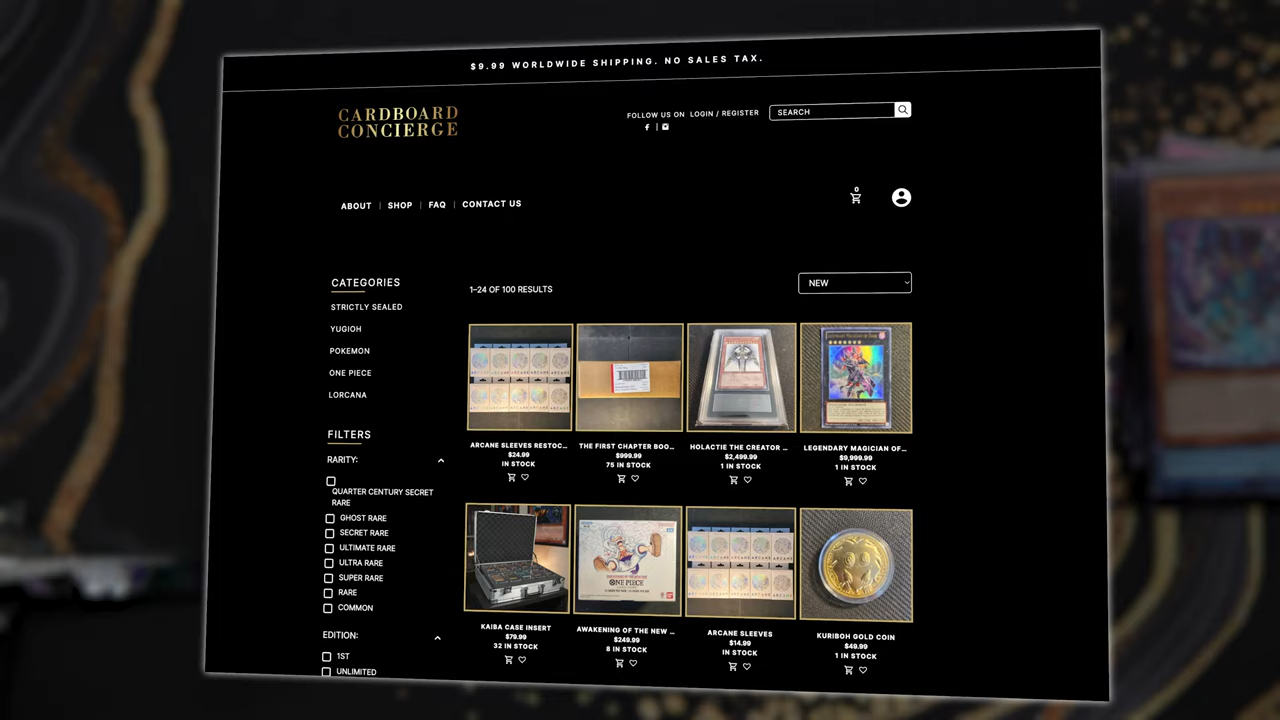 $9.99 WORLDWIDE SHIPPING. NO SALES TAX.
CARDBOARD
CONCIERGE
FOLLOW US ON
LOGIN / REGISTER
SEARCH
0
ABOUT | SHOP | FAQ | CONTACT US
CATEGORIES
STRICTLY SEALED
YUGIOH
POKEMON
ONE PIECE
LORCANA
FILTERS
RARITY:
QUARTER CENTURY SECRET
RARE
GHOST RARE
SECRET RARE
ULTIMATE RARE
ULTRA RARE
SUPER RARE
RARE
COMMON
EDITION:
1ST
UNLIMITED
1–24 OF 100 RESULTS
NEW
ARCANE SLEEVES RESTOC...
$24.99
IN STOCK
THE FIRST CHAPTER BOO...
$999.99
75 IN STOCK
HOLACTIE THE CREATOR ...
$2,499.99
1 IN STOCK
LEGENDARY MAGICIAN OF...
$9,999.99
1 IN STOCK
KAIBA CASE INSERT
$79.99
32 IN STOCK
ONE PIECE
AWAKENING OF THE NEW ...
$249.99
8 IN STOCK
ARCANE SLEEVES
$14.99
IN STOCK
KURIBOH GOLD COIN
$49.99
1 IN STOCK